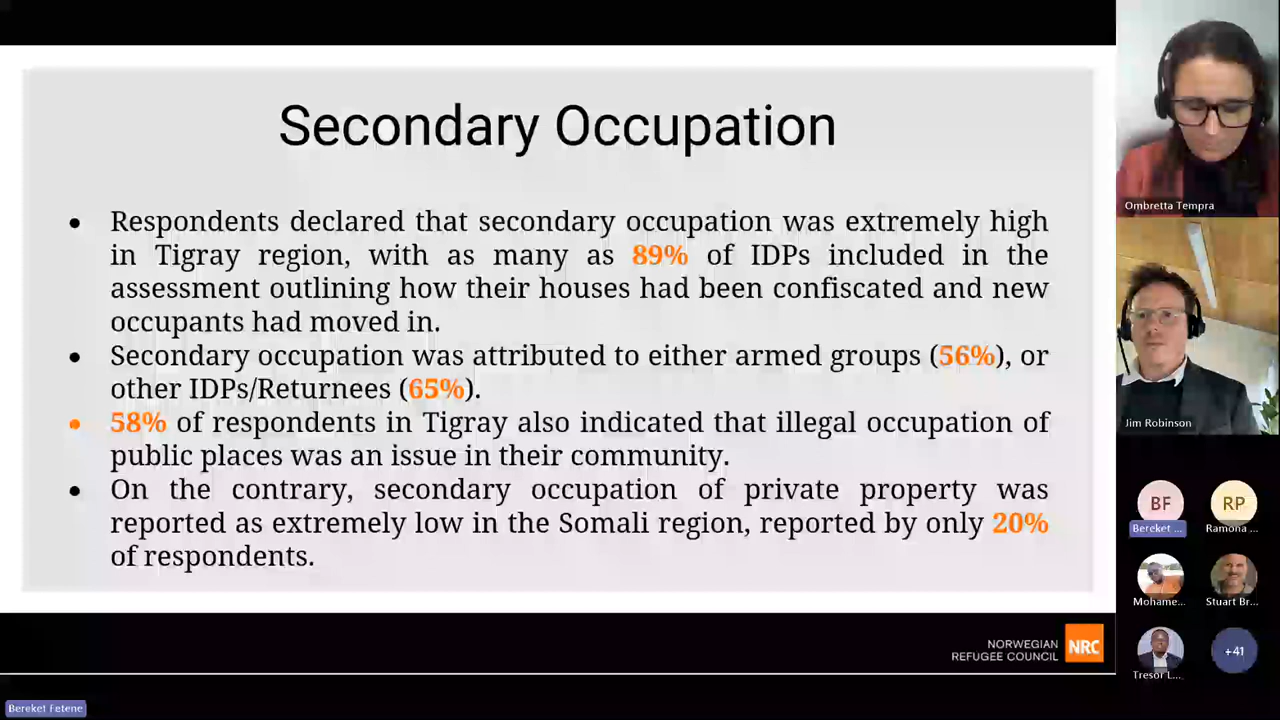 Secondary Occupation
• Respondents declared that secondary occupation was extremely high
in Tigray region, with as many as 89% of IDPs included in the
assessment outlining how their houses had been confiscated and new
occupants had moved in.
• Secondary occupation was attributed to either armed groups (56%), or
other IDPs/Returnees (65%).
• 58% of respondents in Tigray also indicated that illegal occupation of
public places was an issue in their community.
• On the contrary, secondary occupation of private property was
reported as extremely low in the Somali region, reported by only 20%
of respondents.
NORWEGIAN
REFUGEE COUNCIL
NRC
Bereket Fetene
Ombretta Tempra
Jim Robinson
BF
RP
Bereket ...
Ramona ...
Mohame...
Stuart Br...
Tresor L...
+41